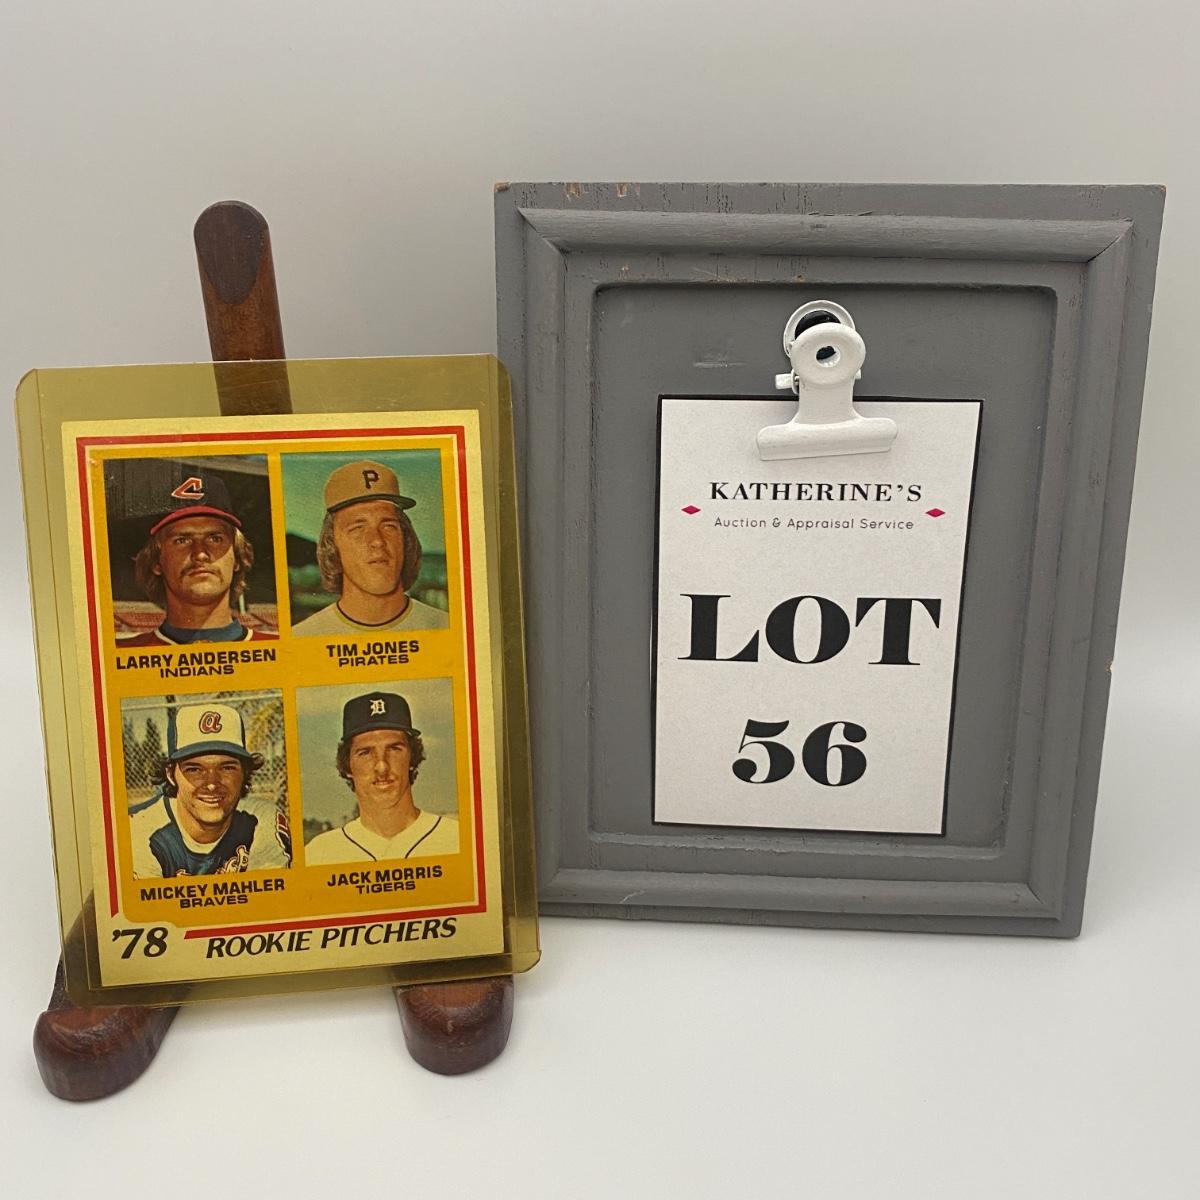 C
P
LARRY ANDERSEN
INDIANS
TIM JONES
PIRATES
a
D
MICKEY MAHLER
BRAVES
JACK MORRIS
TIGERS
'78
ROOKIE PITCHERS
KATHERINE'S
Auction & Appraisal Service
LOT
56